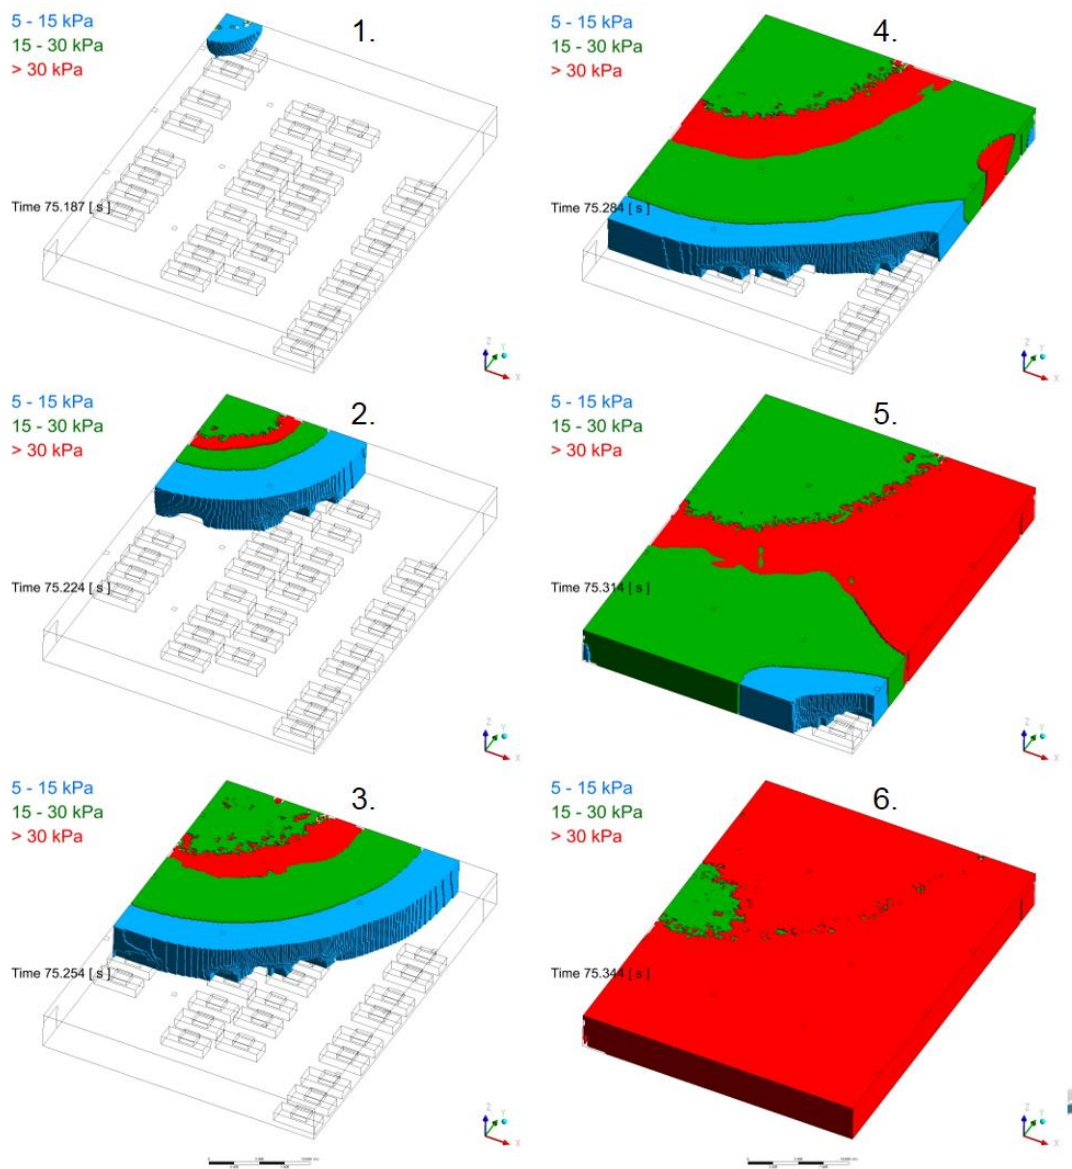 5 - 15 kPa
15 - 30 kPa
> 30 kPa
1.
Time 75.187 [ s ]
Z
Y
X
5 - 15 kPa
15 - 30 kPa
> 30 kPa
4.
Time 75.284 [ s ]
Z
Y
X
5 - 15 kPa
15 - 30 kPa
> 30 kPa
2.
Time 75.224 [ s ]
Z
Y
X
5 - 15 kPa
15 - 30 kPa
> 30 kPa
5.
Time 75.314 [ s ]
Z
Y
X
5 - 15 kPa
15 - 30 kPa
> 30 kPa
3.
Time 75.254 [ s ]
Z
Y
X
5 - 15 kPa
15 - 30 kPa
> 30 kPa
6.
Time 75.344 [ s ]
Z
Y
X